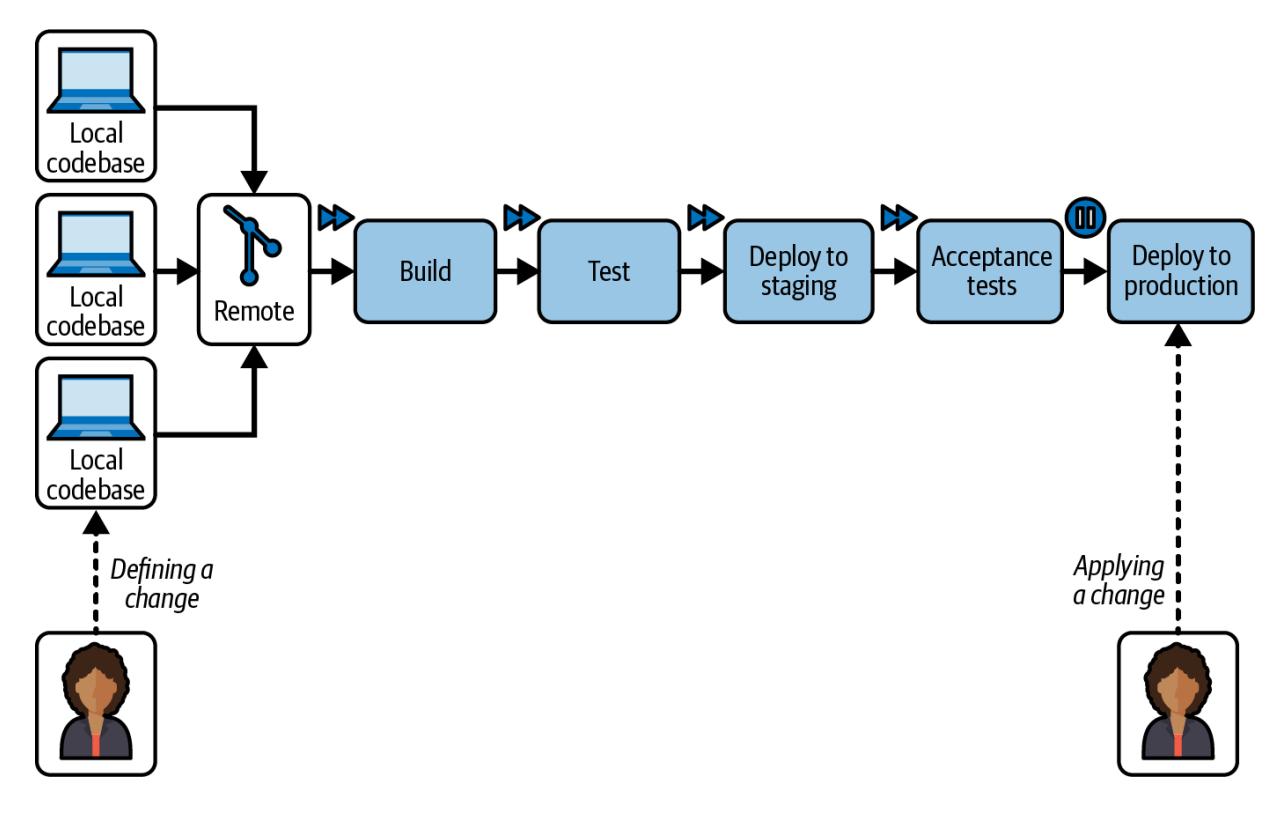 Local
codebase
Local
codebase
Local
codebase
Remote
Build
Test
Deploy to
staging
Acceptance
tests
Deploy to
production
Defining a
change
Applying
a change